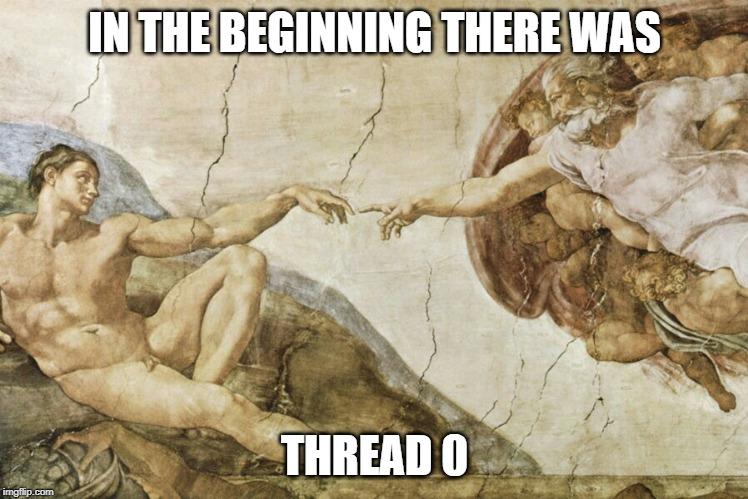 IN THE BEGINNING THERE WAS
THREAD 0
imgflip.com